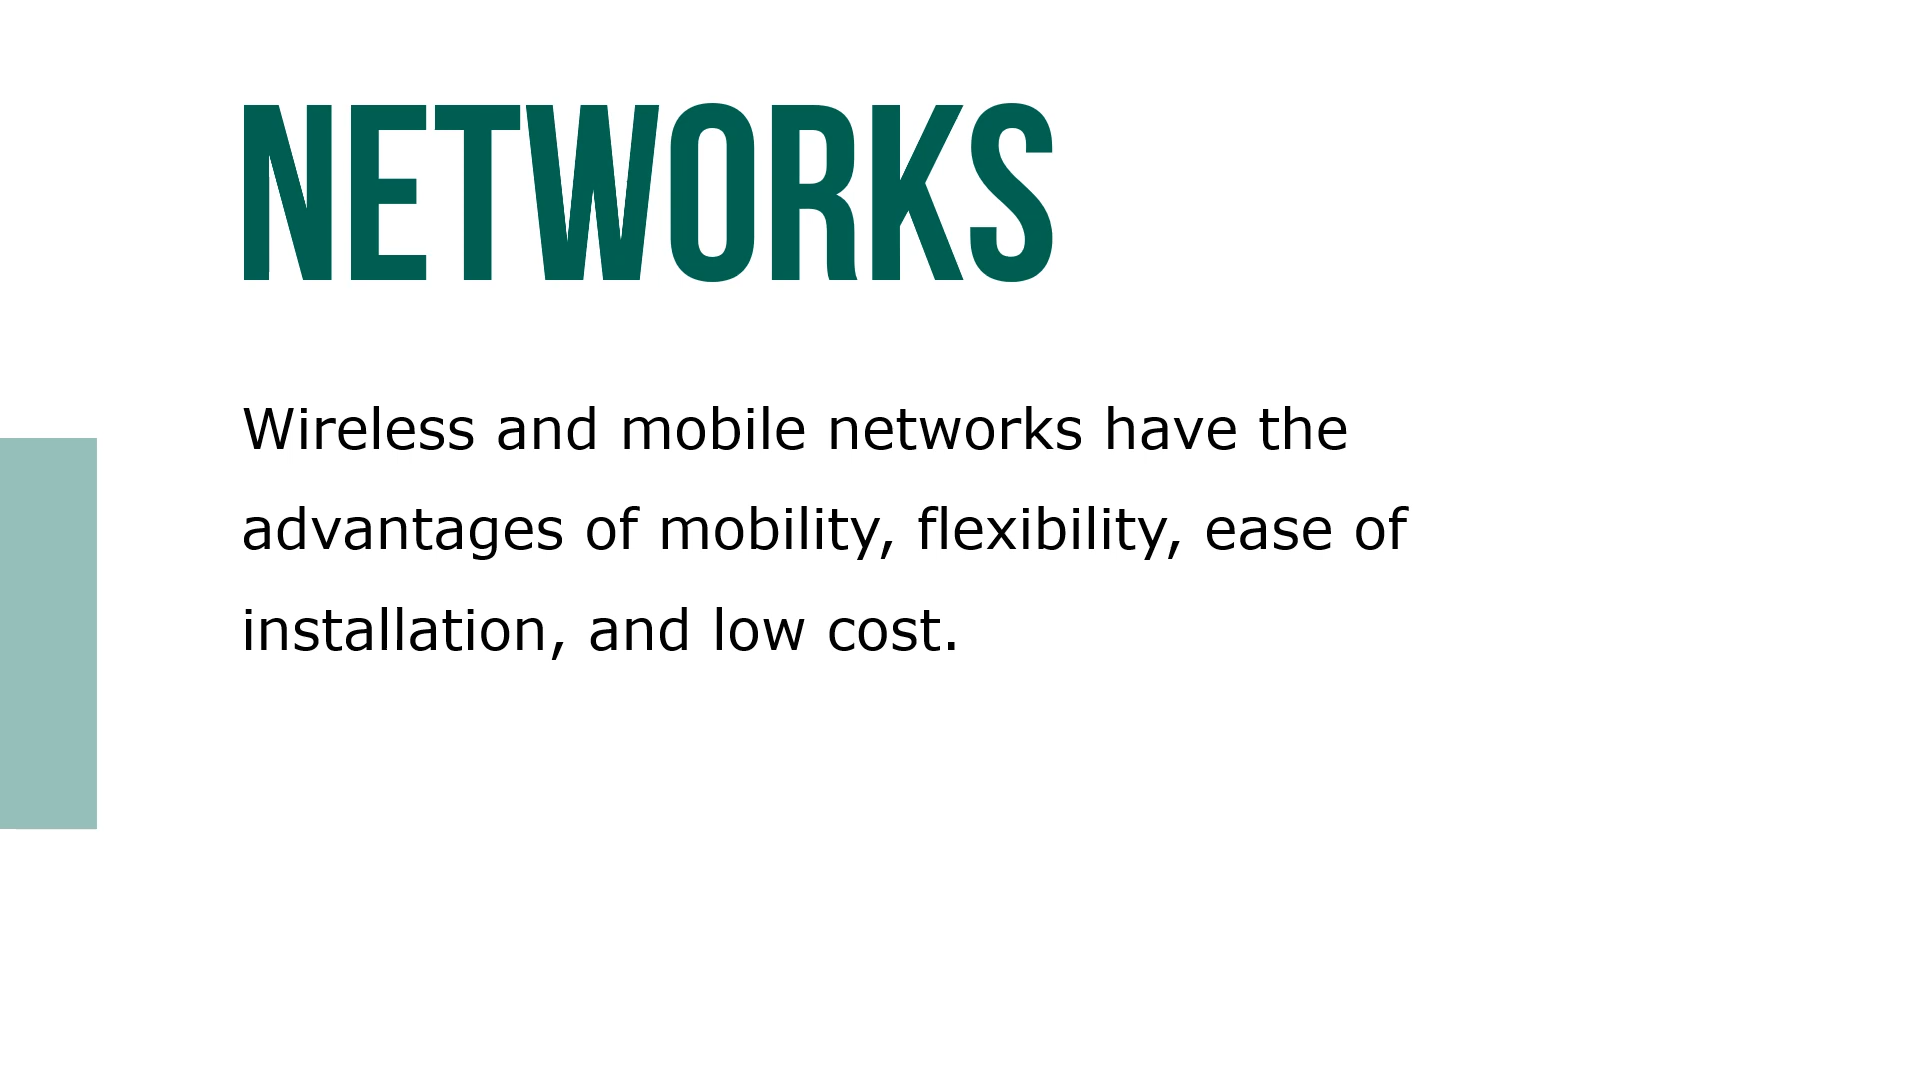 NETWORKS
Wireless and mobile networks have the
advantages of mobility, flexibility, ease of
installation, and low cost.